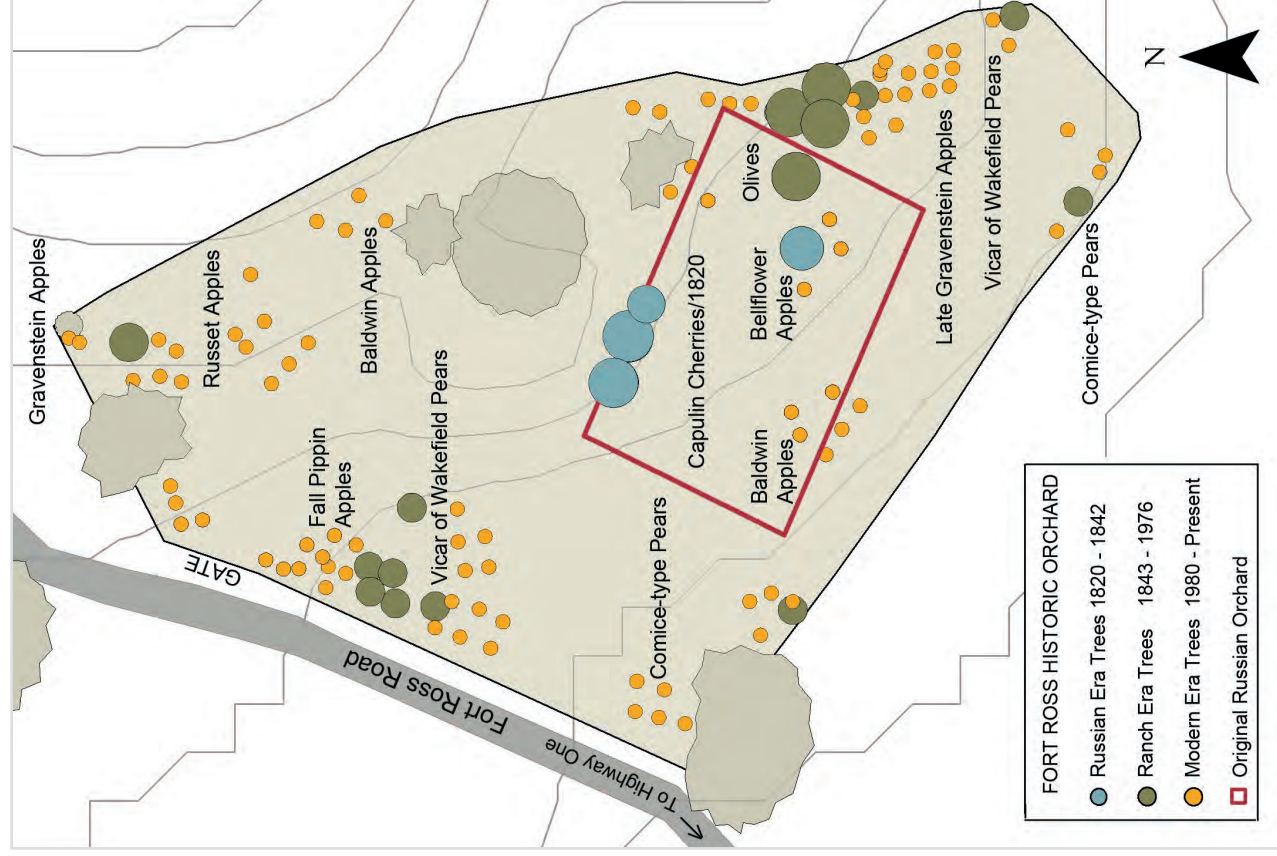 Gravenstein Apples
Russet Apples
Baldwin Apples
Fall Pippin
Apples
Vicar of Wakefield Pears
GATE
Fort Ross Road
To Highway One
Comice-type Pears
Capulin Cherries/1820
Olives
Bellflower
Apples
Baldwin
Apples
Late Gravenstein Apples
Vicar of Wakefield Pears
Comice-type Pears
N
FORT ROSS HISTORIC ORCHARD
Russian Era Trees 1820 - 1842
Ranch Era Trees 1843 - 1976
Modern Era Trees 1980 - Present
Original Russian Orchard